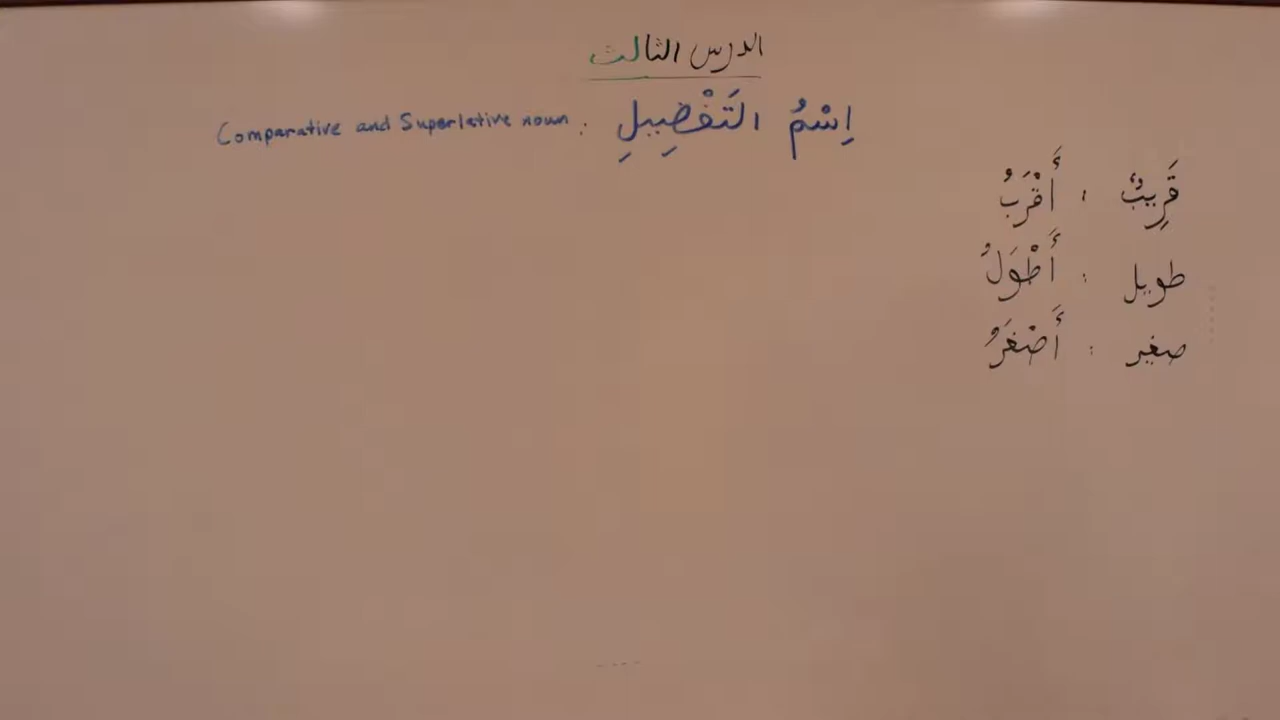 الدرس الثالث
اِسْمُ التَفْضِيلِ : Comparative and Superlative noun
قَرِيبٌ : أَقْرَبُ
طويل : أَطْوَلُ
صغير : أَصْغَرُ